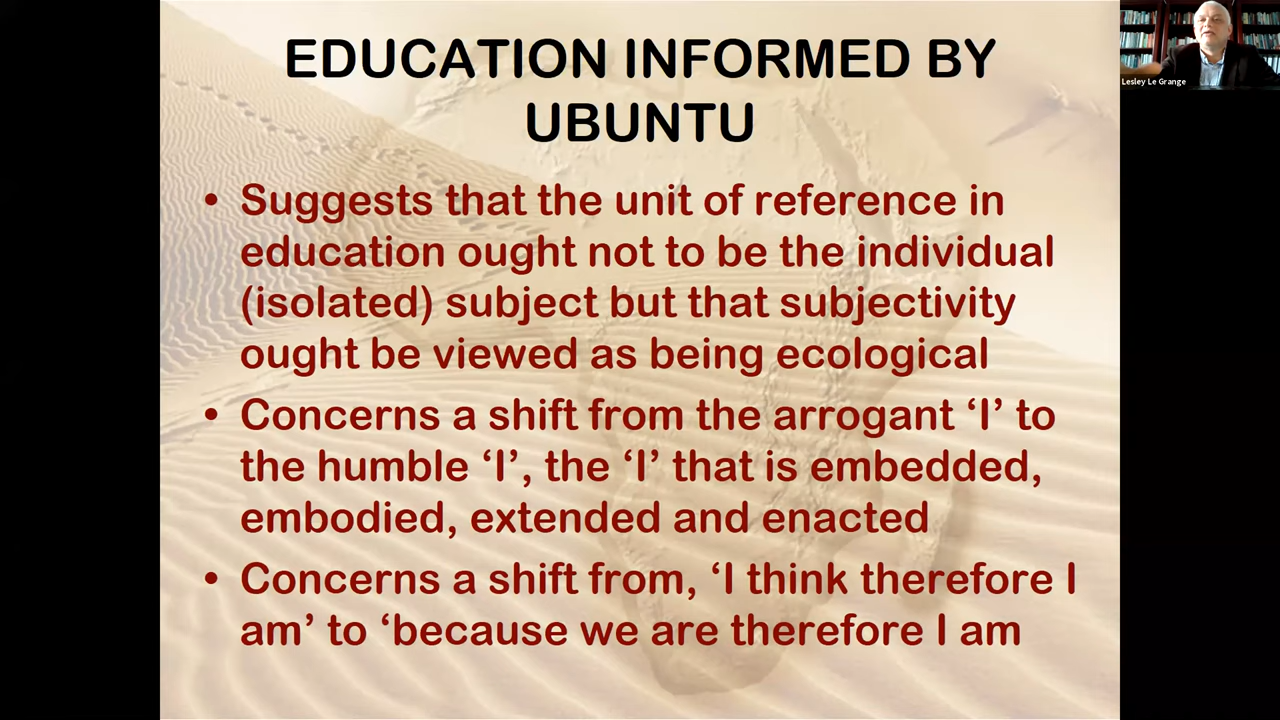 EDUCATION INFORMED BY
UBUNTU
• Suggests that the unit of reference in
education ought not to be the individual
(isolated) subject but that subjectivity
ought be viewed as being ecological
• Concerns a shift from the arrogant ‘I’ to
the humble ‘I’, the ‘I’ that is embedded,
embodied, extended and enacted
• Concerns a shift from, ‘I think therefore I
am’ to ‘because we are therefore I am
Lesley Le Grange